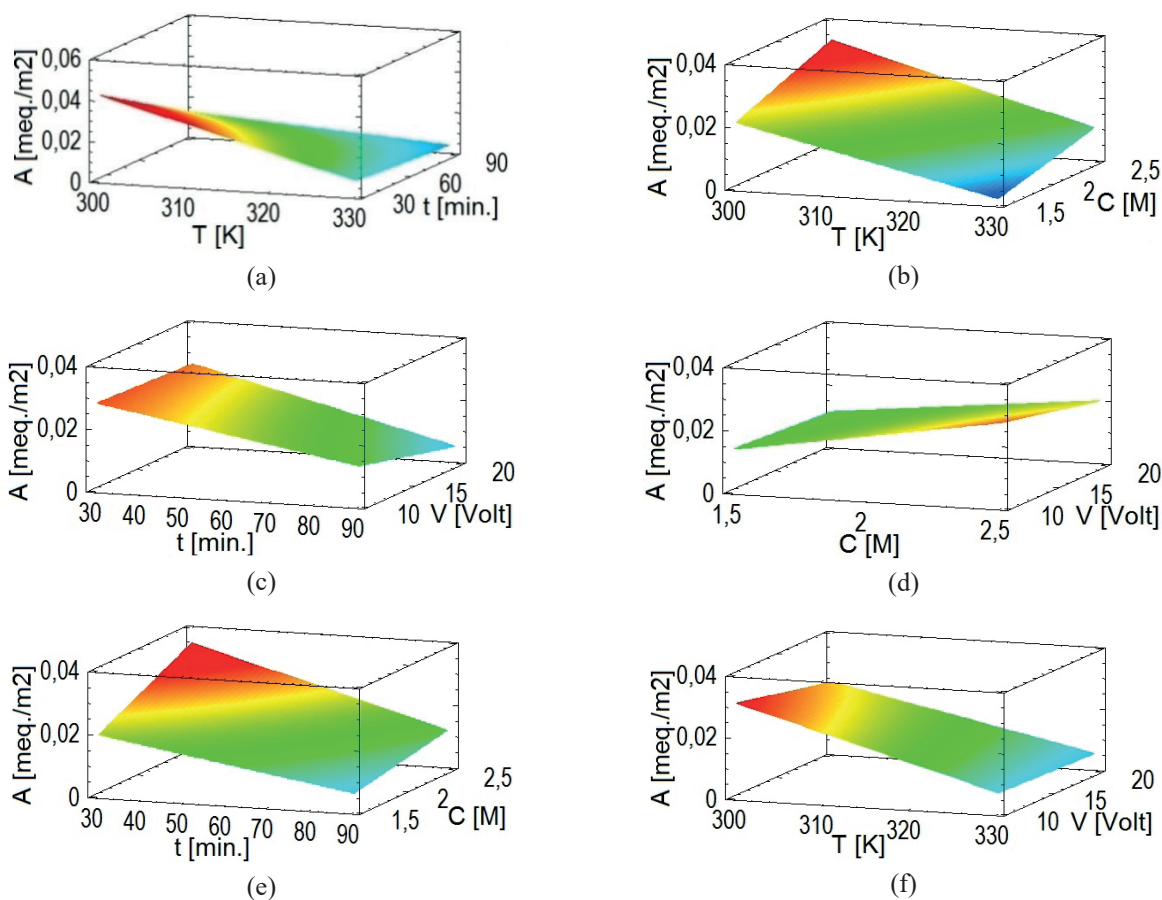 A [meq./m2]
0,06
0,04
0,02
0
300
310
320
330
T [K]
30
60
90
t [min.]
(a)
A [meq./m2]
0,04
0,02
0
300
310
320
330
T [K]
1,5
2
2,5
C [M]
(b)
A [meq./m2]
0,04
0,02
0
30 40 50 60 70 80 90
t [min.]
10
15
20
V [Volt]
(c)
A [meq./m2]
0,04
0,02
0
1,5
2
2,5
C [M]
10
15
20
V [Volt]
(d)
A [meq./m2]
0,04
0,02
0
30 40 50 60 70 80 90
t [min.]
1,5
2
2,5
C [M]
(e)
A [meq./m2]
0,04
0,02
0
300
310
320
330
T [K]
10
15
20
V [Volt]
(f)